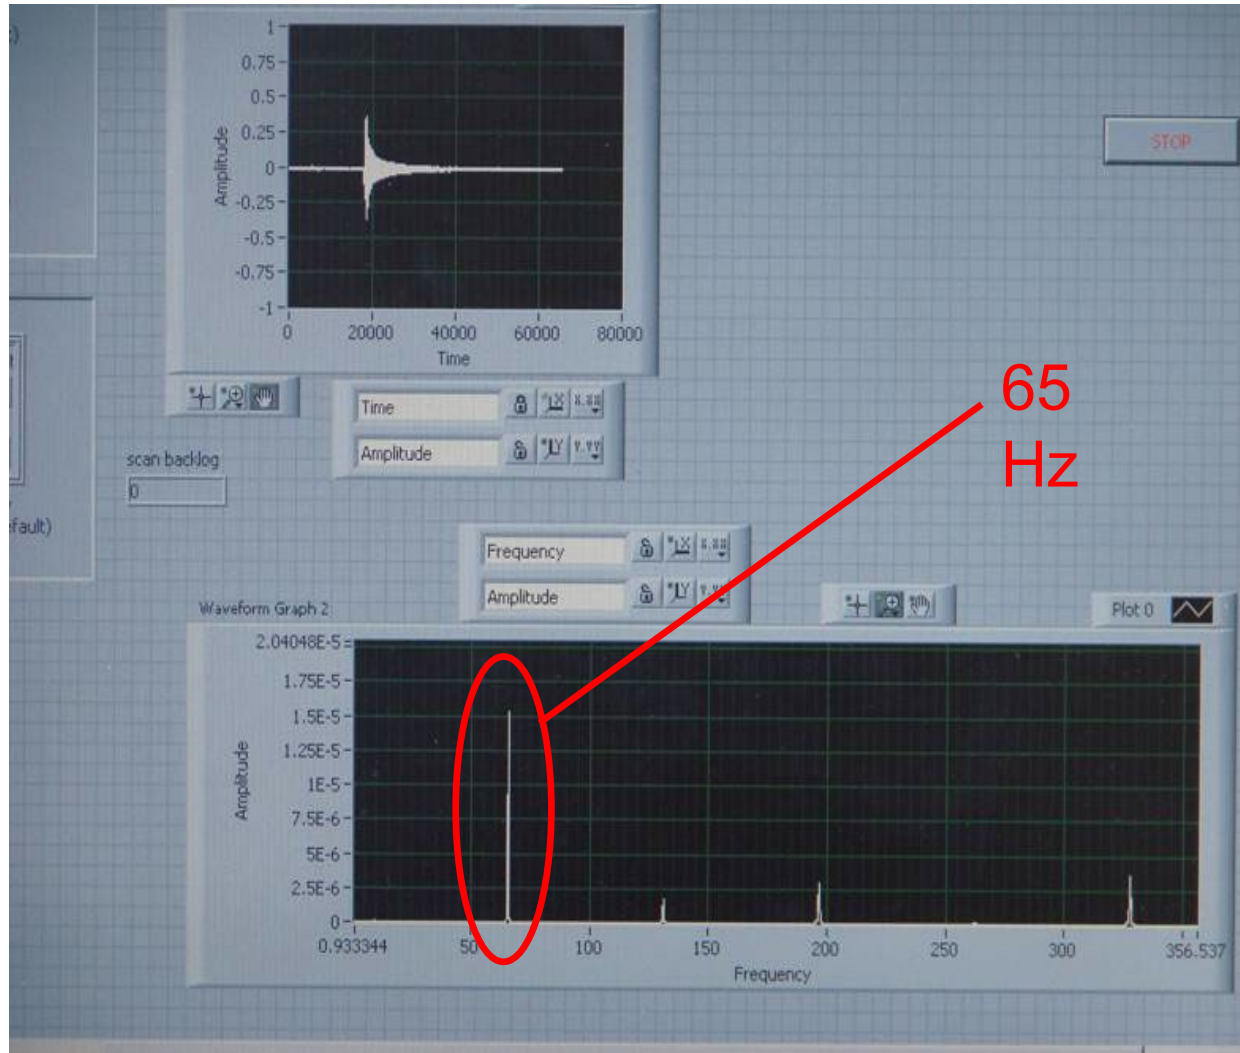 :)
1
0.75
0.5
0.25
0
-0.25
-0.5
-0.75
-1
Amplitude
0 20000 40000 60000 80000
Time
STOP
65
Hz
Time
Amplitude
scan backlog
0
efault)
Frequency
Amplitude
Waveform Graph 2
Plot 0
2.04048E-5
1.75E-5
1.5E-5
1.25E-5
1E-5
7.5E-6
5E-6
2.5E-6
0
Amplitude
0.933344 50 100 150 200 250 300 356.537
Frequency